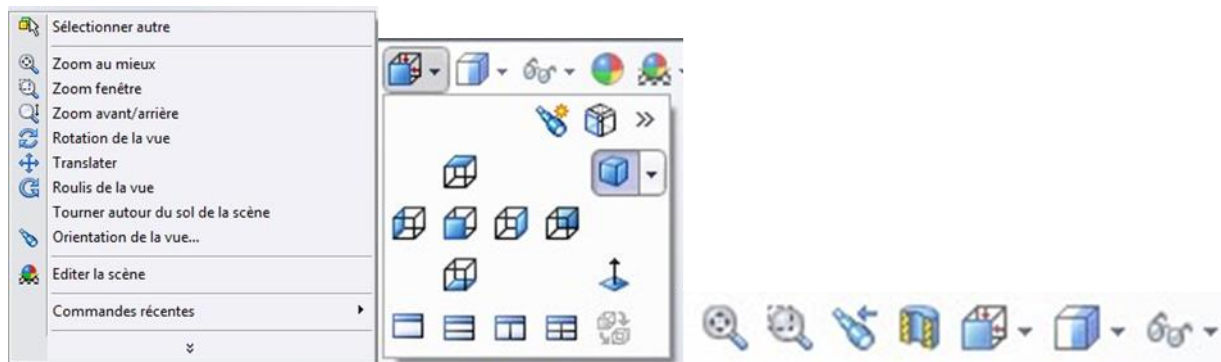 Sélectionner autre
Zoom au mieux
Zoom fenêtre
Zoom avant/arrière
Rotation de la vue
Translater
Roulis de la vue
Tourner autour du sol de la scène
Orientation de la vue...
Editer la scène
Commandes récentes